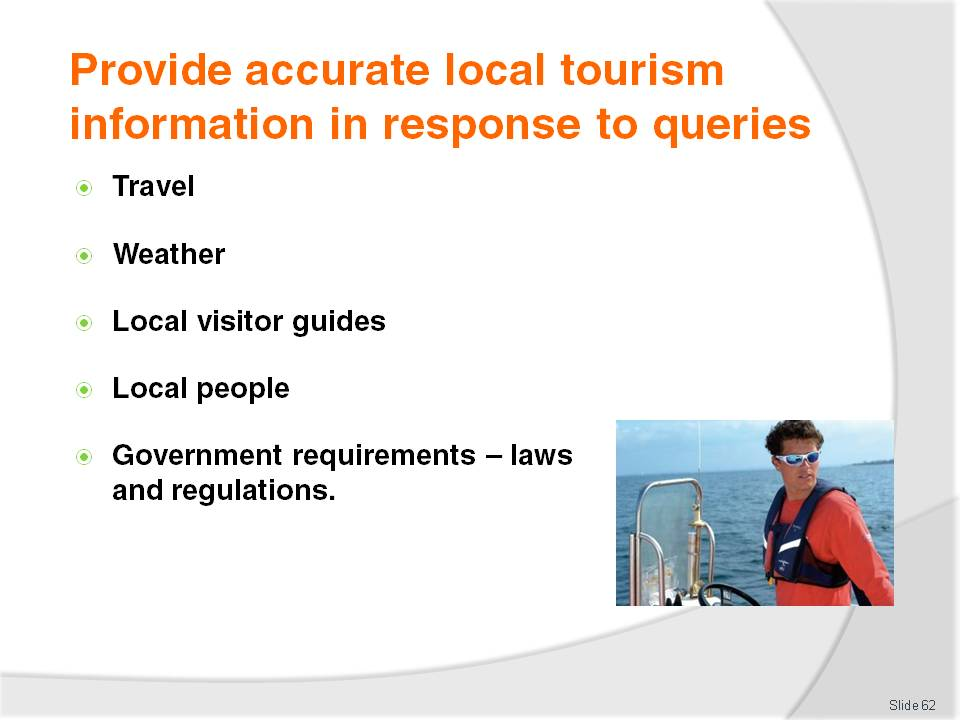 Provide accurate local tourism
information in response to queries
Travel
Weather
Local visitor guides
Local people
Government requirements – laws
and regulations.
Slide 62